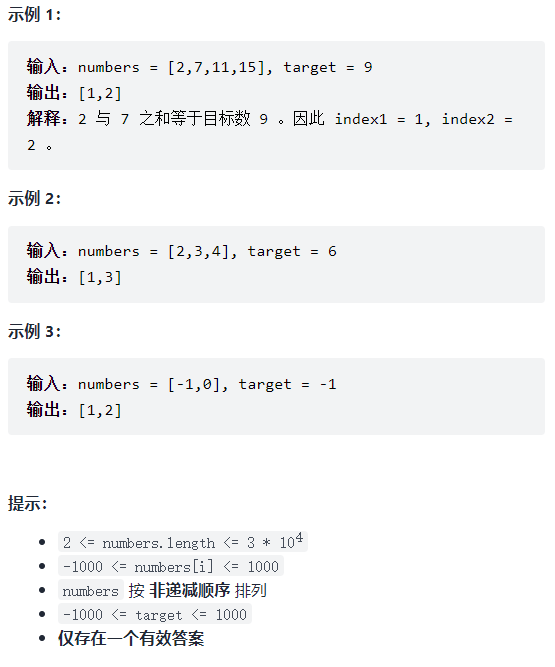 示例 1：
输入：numbers = [2,7,11,15], target = 9
输出：[1,2]
解释：2 与 7 之和等于目标数 9 。因此 index1 = 1, index2 =
2 。
示例 2：
输入：numbers = [2,3,4], target = 6
输出：[1,3]
示例 3：
输入：numbers = [-1,0], target = -1
输出：[1,2]
提示：
• 2 <= numbers.length <= 3 * 10⁴
• -1000 <= numbers[i] <= 1000
• numbers 按 非递减顺序 排列
• -1000 <= target <= 1000
• 仅存在一个有效答案